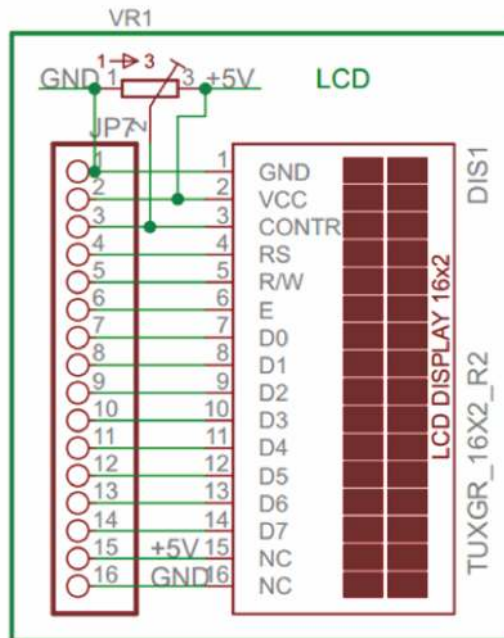 VR1
1 3
GND 1 3 +5V LCD
JP7 2
1 1 GND
2 2 VCC
3 3 CONTR
4 4 RS
5 5 R/W
6 6 E
7 7 D0
8 8 D1
9 9 D2
10 10 D3
11 11 D4
12 12 D5
13 13 D6
14 14 D7
15 +5V 15 NC
16 GND 16 NC
LCD DISPLAY 16x2
DIS1
TUXGR_16X2_R2